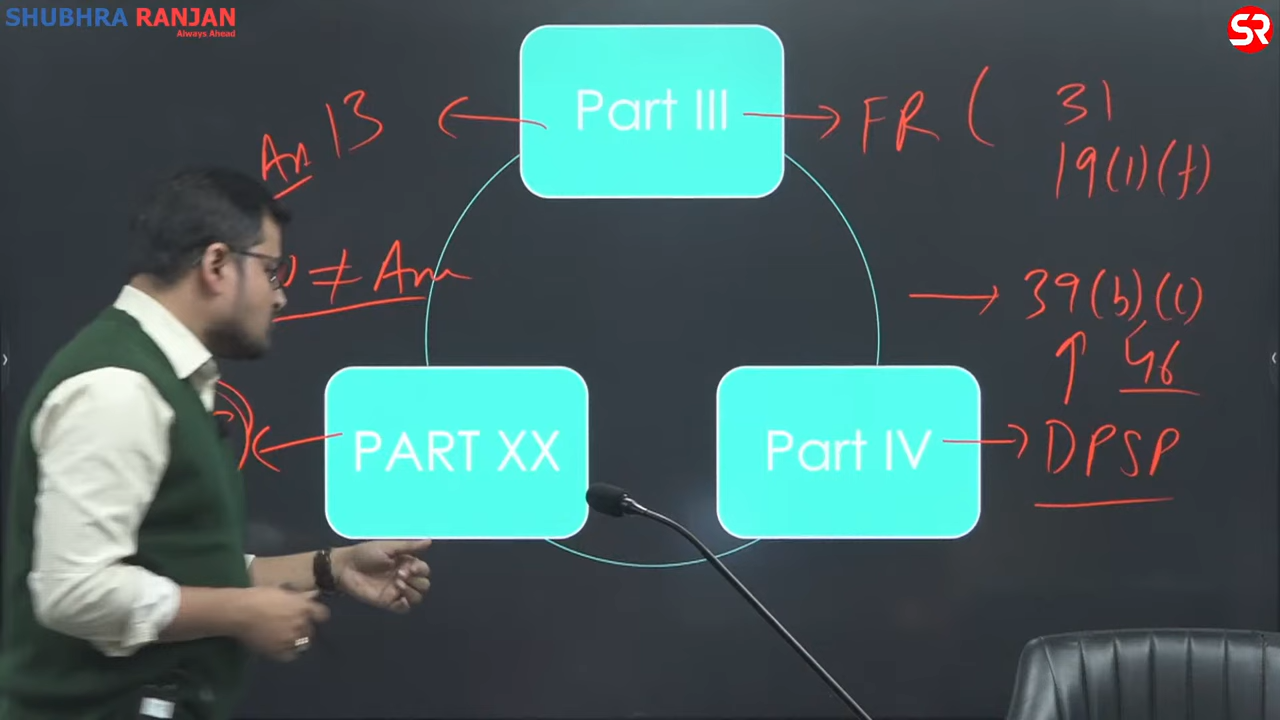 SHUBHRA RANJAN
Always Ahead
SR
Part III
FR (
31
19(1)(f)
13
≠ Am
39(b)(c)
46
PART XX
Part IV
DPSP